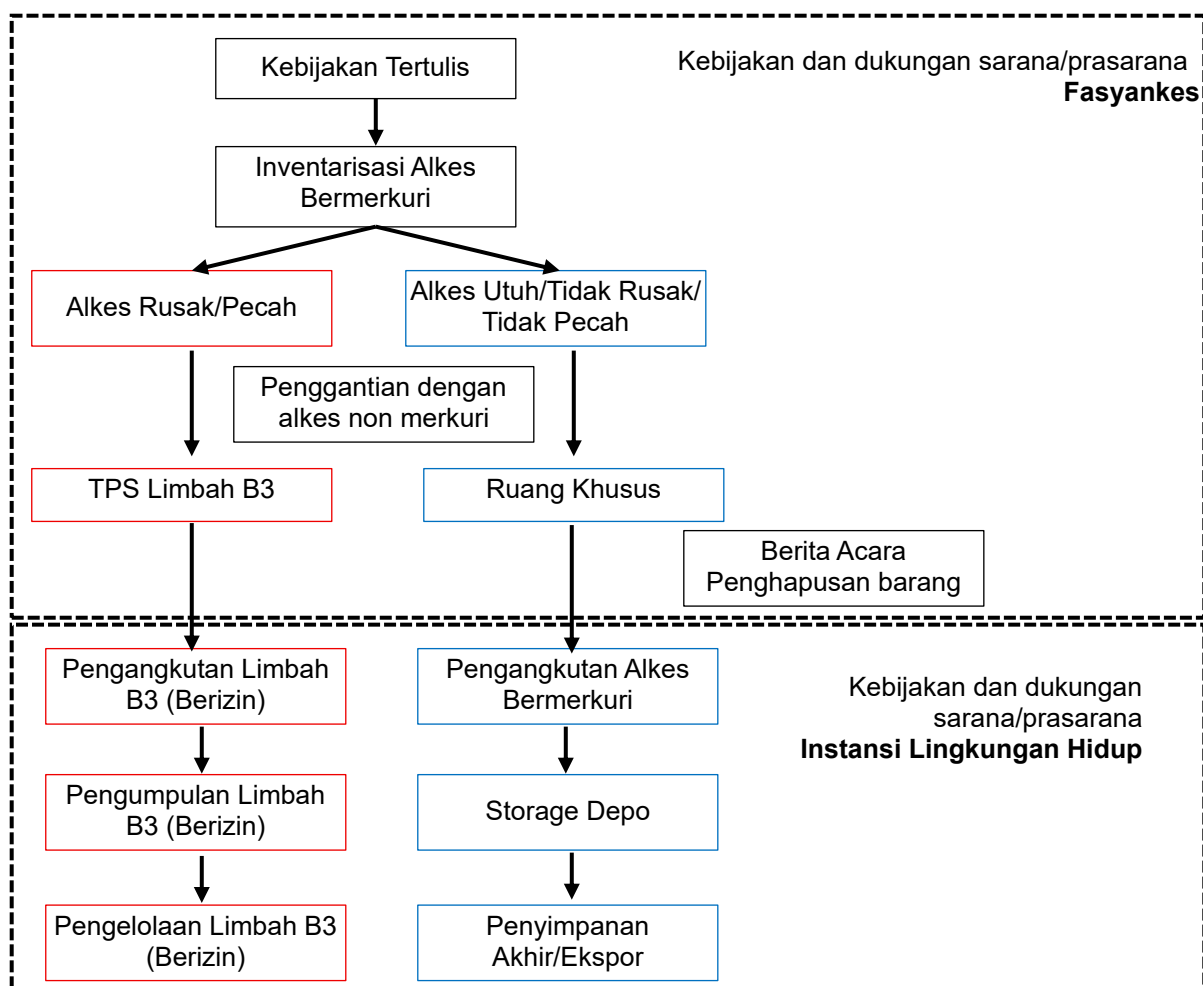 Kebijakan Tertulis
Kebijakan dan dukungan sarana/prasarana
Fasyankes
Inventarisasi Alkes
Bermerkuri
Alkes Rusak/Pecah
Alkes Utuh/Tidak Rusak/
Tidak Pecah
Penggantian dengan
alkes non merkuri
TPS Limbah B3
Ruang Khusus
Berita Acara
Penghapusan barang
Pengangkutan Limbah
B3 (Berizin)
Pengangkutan Alkes
Bermerkuri
Kebijakan dan dukungan
sarana/prasarana
Instansi Lingkungan Hidup
Pengumpulan Limbah
B3 (Berizin)
Storage Depo
Pengelolaan Limbah B3
(Berizin)
Penyimpanan
Akhir/Ekspor